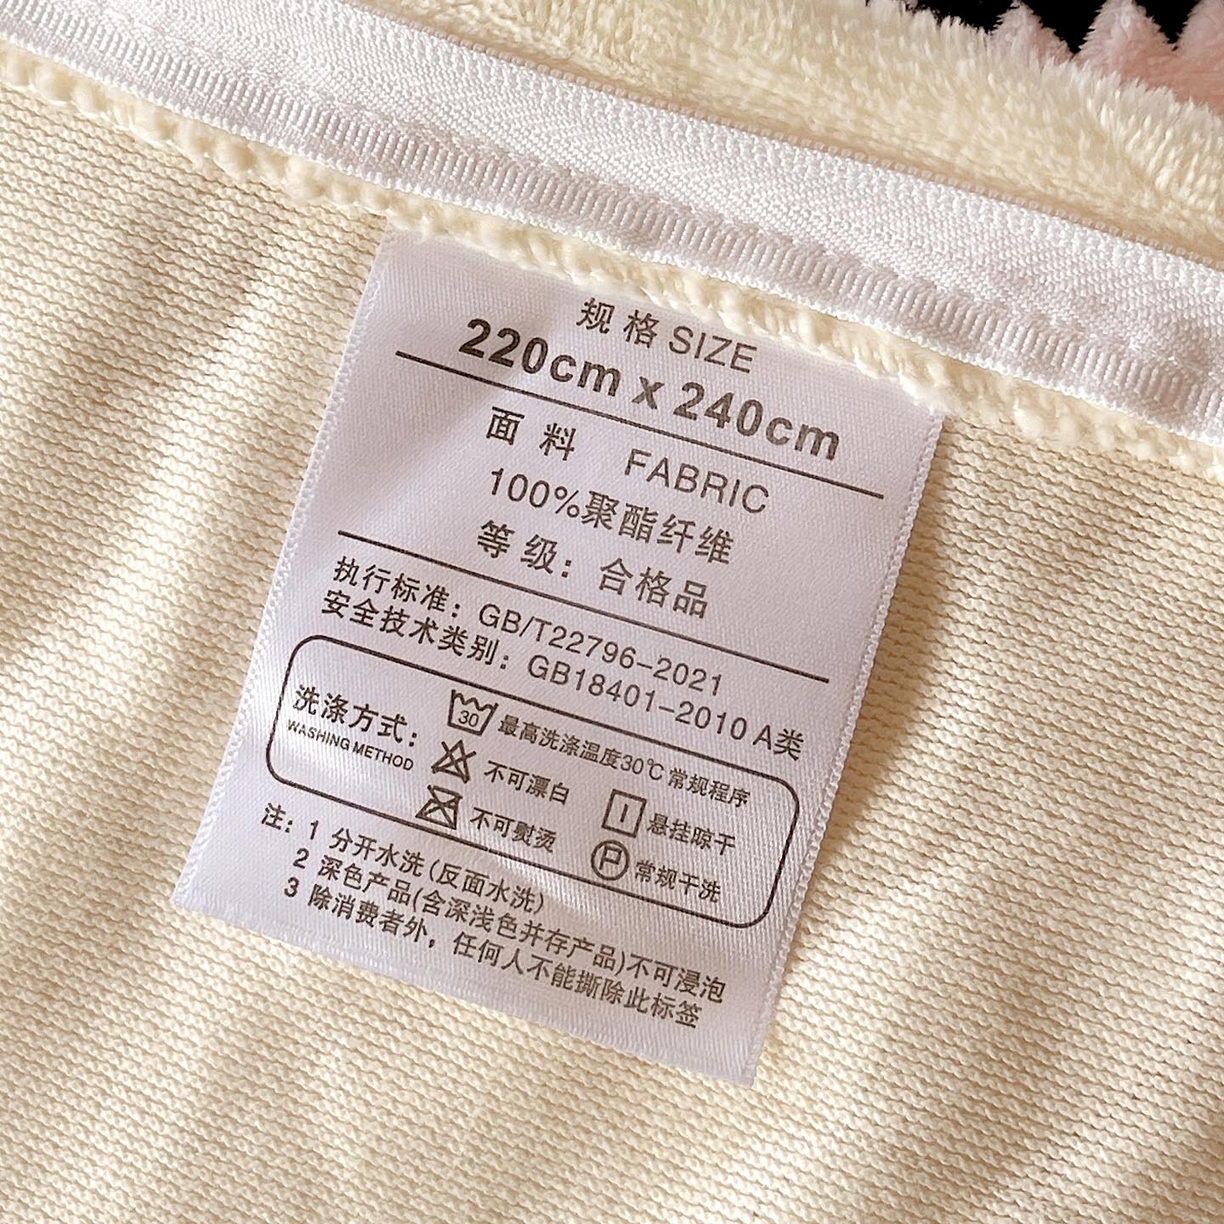 规格 SIZE
220cm x 240cm
面料 FABRIC
100%聚酯纤维
等级：合格品
执行标准：GB/T22796-2021
安全技术类别：GB18401-2010 A类
洗涤方式：
WASHING METHOD
30 最高洗涤温度30℃常规程序
不可漂白
悬挂晾干
不可熨烫
P 常规干洗
注：1 分开水洗(反面水洗)
2 深色产品(含深浅色并存产品)不可浸泡
3 除消费者外，任何人不能撕除此标签